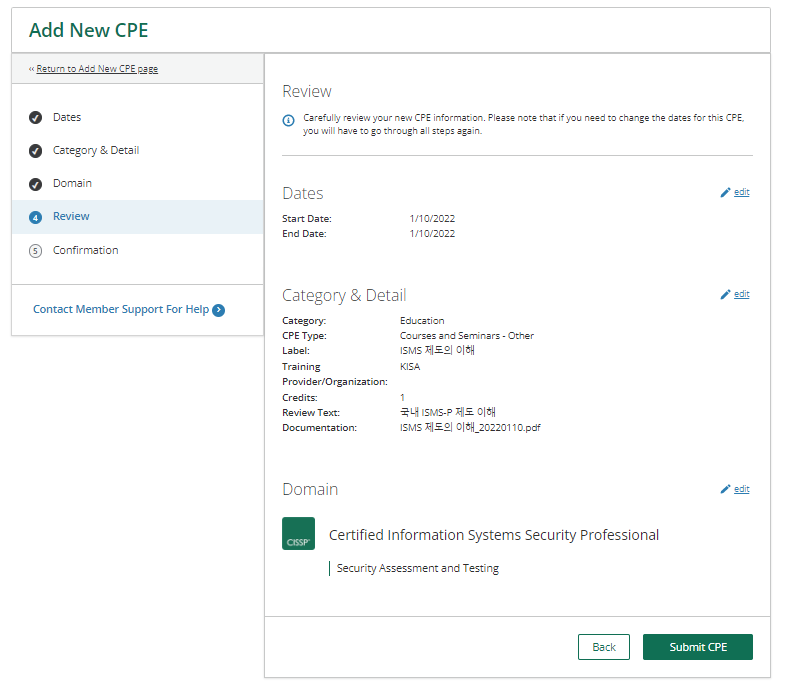 Add New CPE
‹‹ Return to Add New CPE page
Dates
Category & Detail
Domain
4 Review
5 Confirmation
Contact Member Support For Help
Review
Carefully review your new CPE information. Please note that if you need to change the dates for this CPE,
you will have to go through all steps again.
Dates
edit
Start Date: 1/10/2022
End Date: 1/10/2022
Category & Detail
edit
Category: Education
CPE Type: Courses and Seminars - Other
Label: ISMS 제도의 이해
Training KISA
Provider/Organization:
Credits: 1
Review Text: 국내 ISMS-P 제도 이해
Documentation: ISMS 제도의 이해_20220110.pdf
Domain
edit
CISSP
Certified Information Systems Security Professional
Security Assessment and Testing
Back
Submit CPE